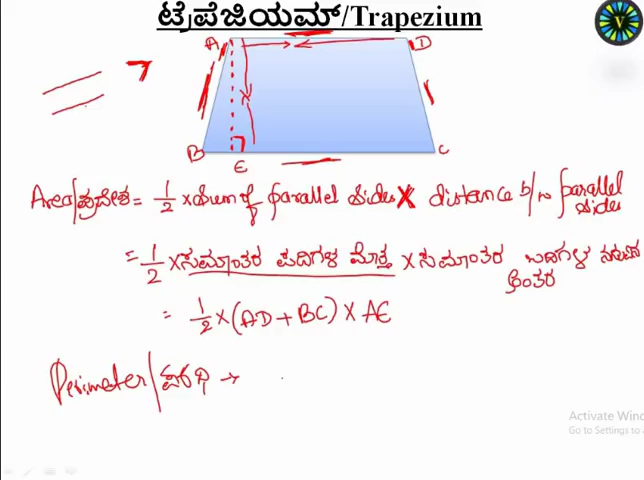 ಟ್ರೆಪೆಜಿಯಮ್/Trapezium
A D
B E C
Area/ಪ್ರದೇಶ = 1/2 × sum of parallel sides × distance b/w parallel sides
= 1/2 × ಸಮಾಂತರ ಬದಿಗಳ ಮೊತ್ತ × ಸಮಾಂತರ ಬದಿಗಳ ನಡುವಿನ ಅಂತರ
= 1/2 × (AD + BC) × AE
Perimeter/ಪರಿಧಿ →
Activate Wind
Go to Settings to